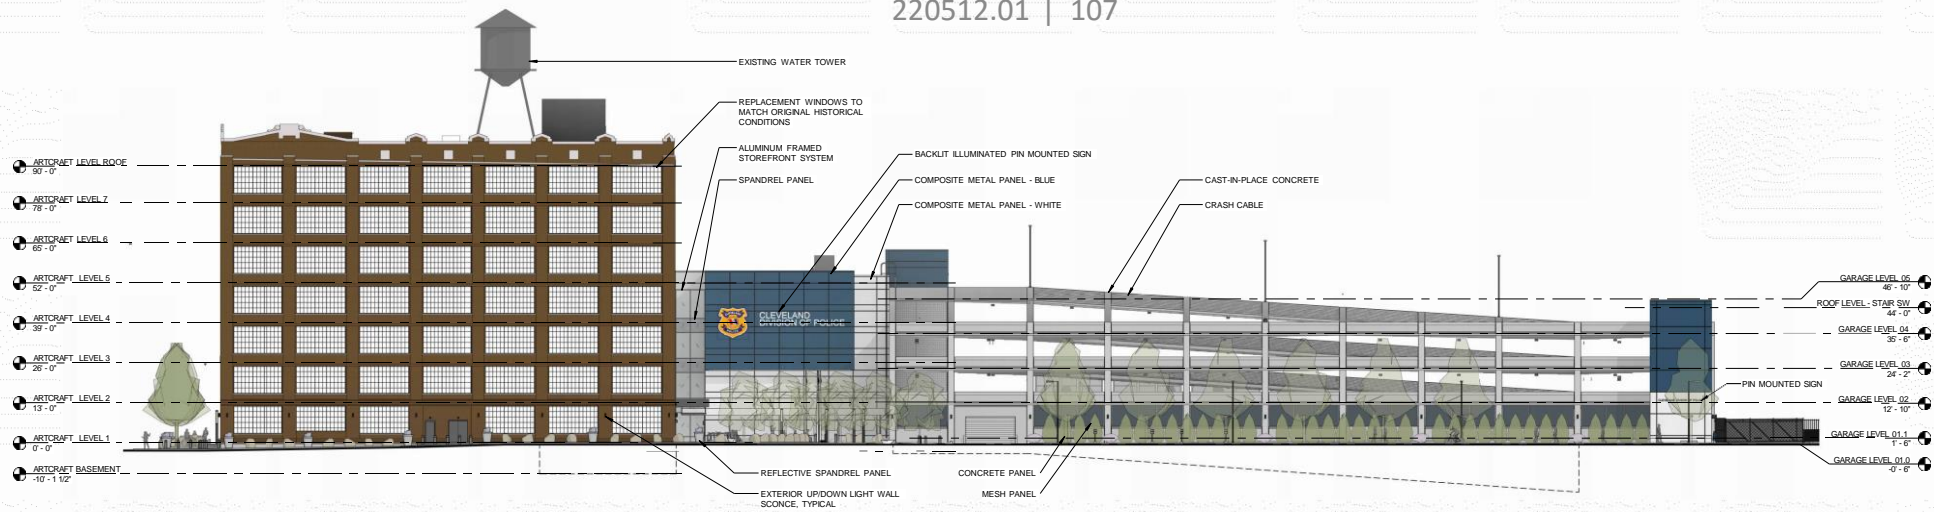 220512.01 | 107
EXISTING WATER TOWER
REPLACEMENT WINDOWS TO
MATCH ORIGINAL HISTORICAL
CONDITIONS
ALUMINUM FRAMED
STOREFRONT SYSTEM
SPANDREL PANEL
BACKLIT ILLUMINATED PIN MOUNTED SIGN
COMPOSITE METAL PANEL - BLUE
COMPOSITE METAL PANEL - WHITE
CAST-IN-PLACE CONCRETE
CRASH CABLE
ARTCRAFT LEVEL ROOF
90' - 0"
ARTCRAFT LEVEL 7
78' - 0"
ARTCRAFT LEVEL 6
65' - 0"
ARTCRAFT LEVEL 5
52' - 0"
ARTCRAFT LEVEL 4
39' - 0"
ARTCRAFT LEVEL 3
26' - 0"
ARTCRAFT LEVEL 2
13' - 0"
ARTCRAFT LEVEL 1
0' - 0"
ARTCRAFT BASEMENT
-10' - 1 1/2"
CLEVELAND
DIVISION OF POLICE
GARAGE LEVEL 05
46' - 10"
ROOF LEVEL - STAIR SW
44' - 0"
GARAGE LEVEL 04
35' - 6"
GARAGE LEVEL 03
24' - 2"
PIN MOUNTED SIGN
GARAGE LEVEL 02
12' - 10"
GARAGE LEVEL 01.1
1' - 6"
GARAGE LEVEL 01.0
-0' - 6"
REFLECTIVE SPANDREL PANEL
EXTERIOR UP/DOWN LIGHT WALL
SCONCE, TYPICAL
CONCRETE PANEL
MESH PANEL